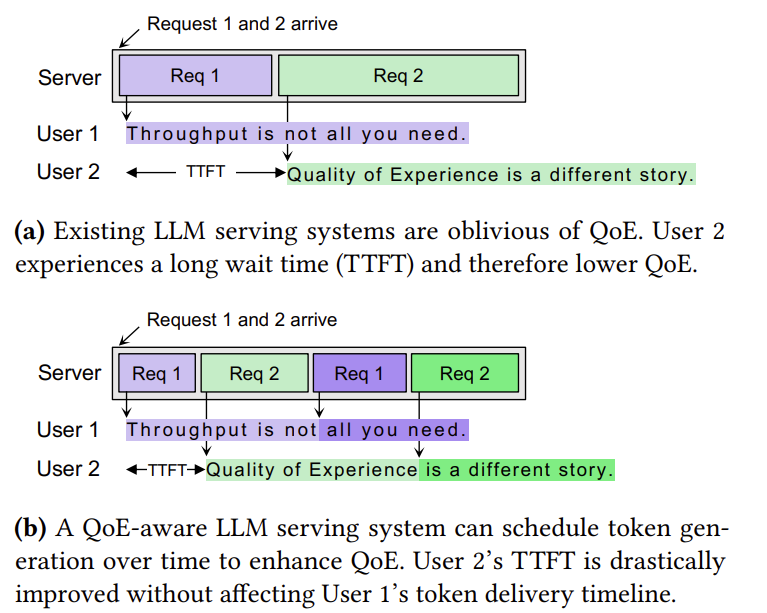 Request 1 and 2 arrive
Server Req 1 Req 2
User 1 Throughput is not all you need.
User 2 TTFT Quality of Experience is a different story.
(a) Existing LLM serving systems are oblivious of QoE. User 2
experiences a long wait time (TTFT) and therefore lower QoE.
Request 1 and 2 arrive
Server Req 1 Req 2 Req 1 Req 2
User 1 Throughput is not all you need.
User 2 TTFT Quality of Experience is a different story.
(b) A QoE-aware LLM serving system can schedule token gen-
eration over time to enhance QoE. User 2's TTFT is drastically
improved without affecting User 1's token delivery timeline.